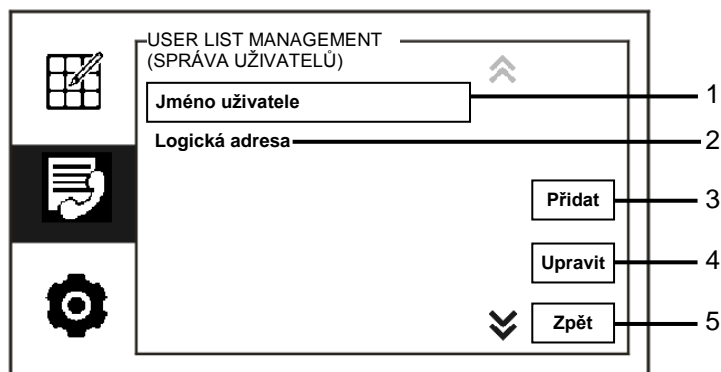 USER LIST MANAGEMENT
(SPRÁVA UŽIVATELŮ)
Jméno uživatele
1
Logická adresa
2
Přidat
3
Upravit
4
Zpět
5